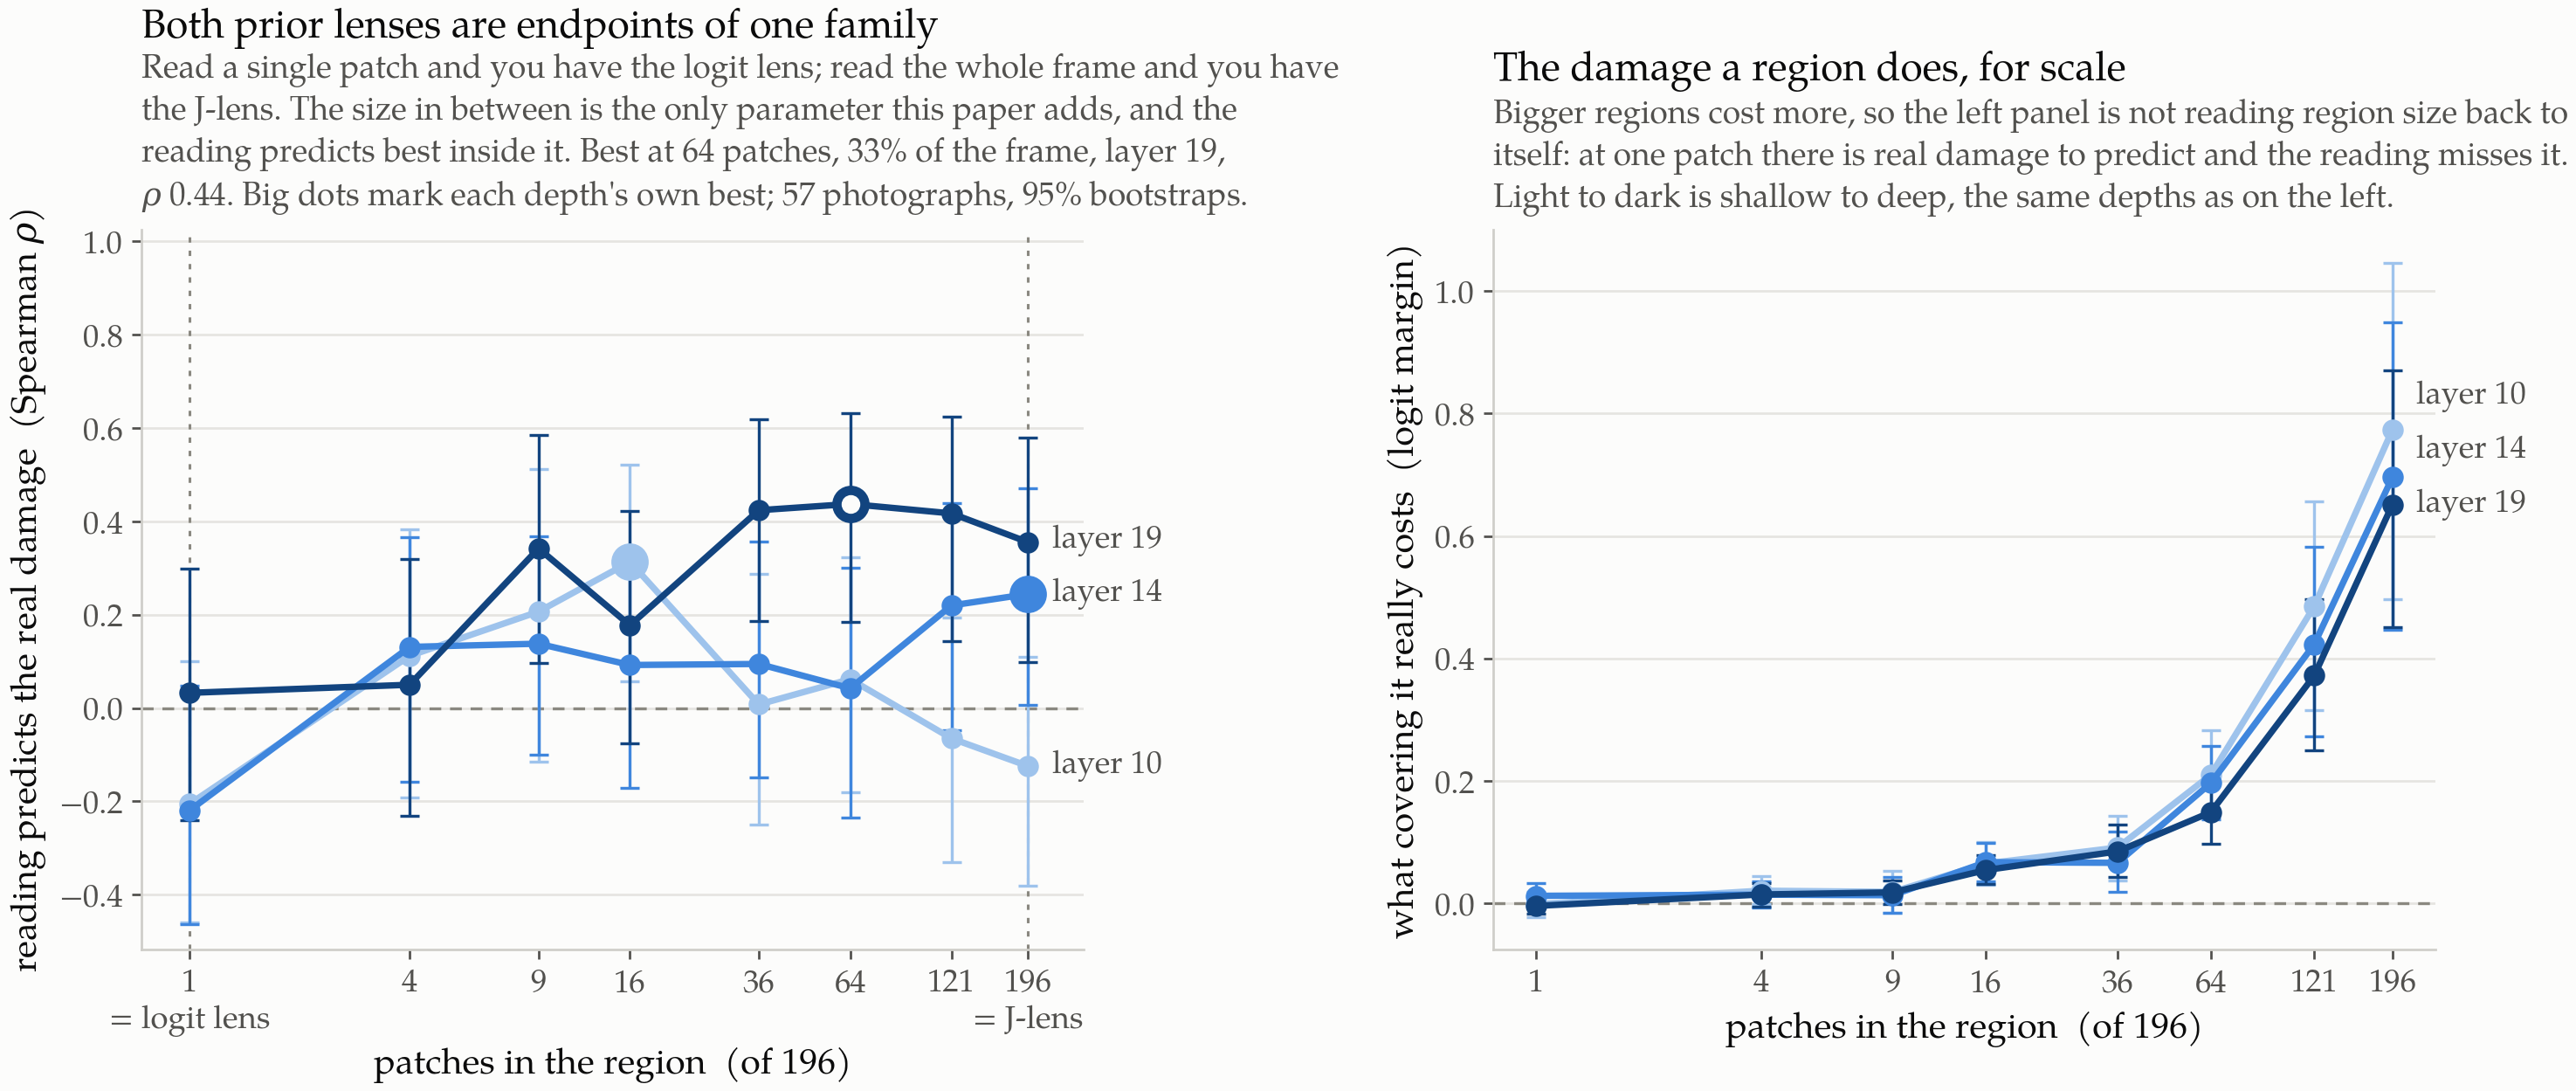 Both prior lenses are endpoints of one family
Read a single patch and you have the logit lens; read the whole frame and you have
the J-lens. The size in between is the only parameter this paper adds, and the
reading predicts best inside it. Best at 64 patches, 33% of the frame, layer 19,
ρ 0.44. Big dots mark each depth's own best; 57 photographs, 95% bootstraps.
reading predicts the real damage (Spearman ρ)
1.0
0.8
0.6
0.4
0.2
0.0
−0.2
−0.4
layer 19
layer 14
layer 10
1 4 9 16 36 64 121 196
= logit lens = J-lens
patches in the region (of 196)
The damage a region does, for scale
Bigger regions cost more, so the left panel is not reading region size back to
itself: at one patch there is real damage to predict and the reading misses it.
Light to dark is shallow to deep, the same depths as on the left.
what covering it really costs (logit margin)
1.0
0.8
0.6
0.4
0.2
0.0
layer 10
layer 14
layer 19
1 4 9 16 36 64 121 196
patches in the region (of 196)